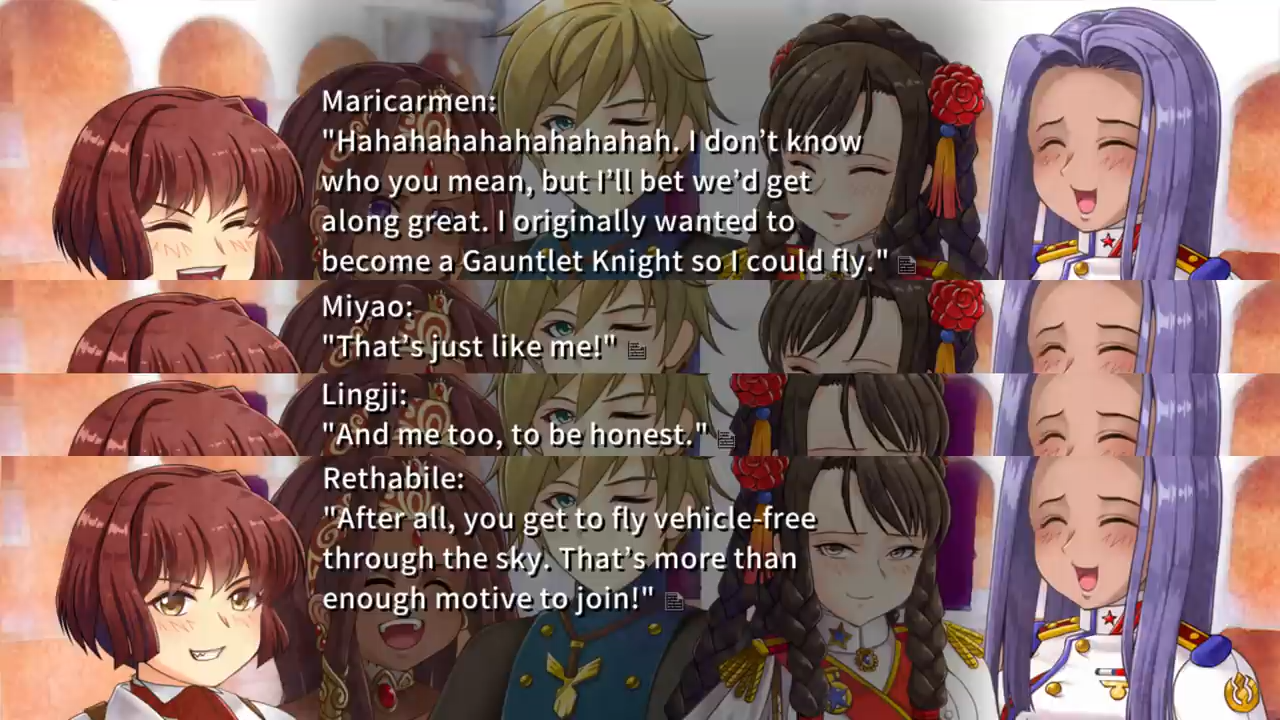 Maricarmen:
"Hahahahahahahahah. I don’t know
who you mean, but I’ll bet we’d get
along great. I originally wanted to
become a Gauntlet Knight so I could fly."
Miyao:
"That’s just like me!"
Lingji:
"And me too, to be honest."
Rethabile:
"After all, you get to fly vehicle-free
through the sky. That’s more than
enough motive to join!"